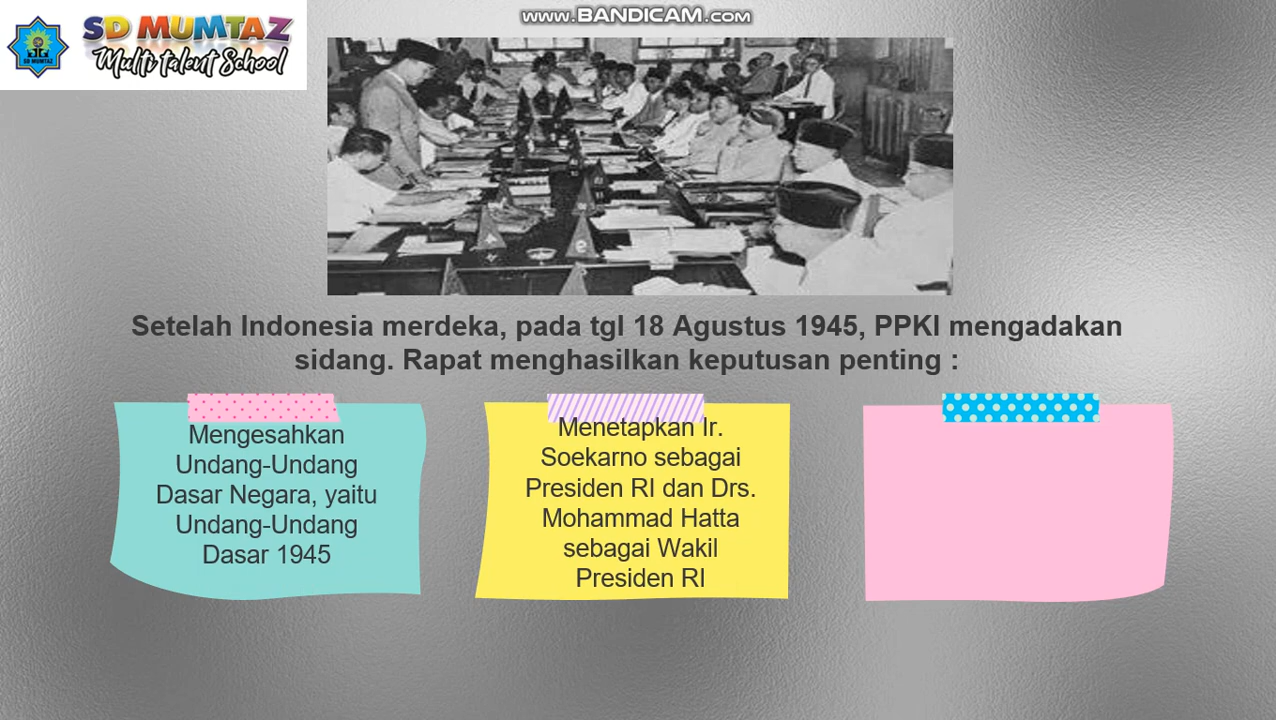 www.BANDICAM.com
SD MUMTAZ
Multi talent School
SD MUMTAZ
Setelah Indonesia merdeka, pada tgl 18 Agustus 1945, PPKI mengadakan
sidang. Rapat menghasilkan keputusan penting :
Mengesahkan
Undang-Undang
Dasar Negara, yaitu
Undang-Undang
Dasar 1945
Menetapkan Ir.
Soekarno sebagai
Presiden RI dan Drs.
Mohammad Hatta
sebagai Wakil
Presiden RI